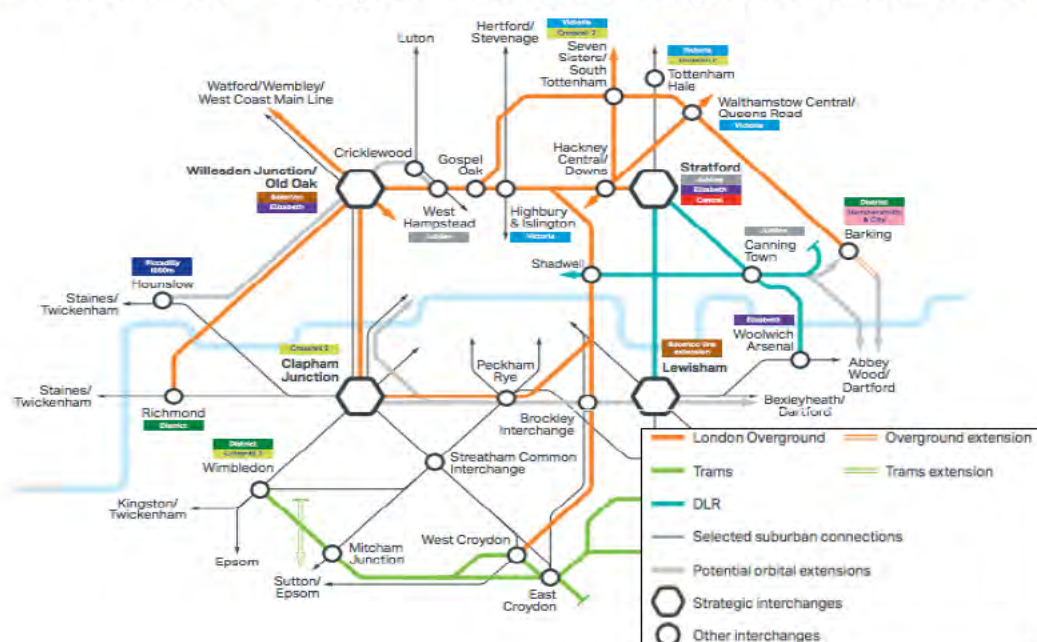 Luton
Hertford/
Stevenage
Victoria
Crossrail 2
Seven
Sisters/
South
Tottenham
Victoria
Crossrail 2
Tottenham
Hale
Watford/Wembley/
West Coast Main Line
Walthamstow Central/
Queens Road
Victoria
Cricklewood
Gospel
Oak
Hackney
Central/
Downs
Stratford
Jubilee
Elizabeth
Central
Willesden Junction/
Old Oak
Bakerloo
Elizabeth
West
Hampstead
Jubilee
Highbury
& Islington
Victoria
District
Hammersmith
& City
Barking
Jubilee
Canning
Town
Shadwell
Piccadilly
Hounslow
Staines/
Twickenham
Elizabeth
Woolwich
Arsenal
Crossrail 2
Clapham
Junction
Bakerloo line
extension
Lewisham
Peckham
Rye
Abbey
Wood/
Dartford
Staines/
Twickenham
Richmond
District
Brockley
Interchange
Bexleyheath/
Dartford
District
Crossrail 2
Wimbledon
Streatham Common
Interchange
Kingston/
Twickenham
Epsom
Mitcham
Junction
Sutton/
Epsom
West Croydon
East
Croydon
London Overground
Overground extension
Trams
Trams extension
DLR
Selected suburban connections
Potential orbital extensions
Strategic interchanges
Other interchanges